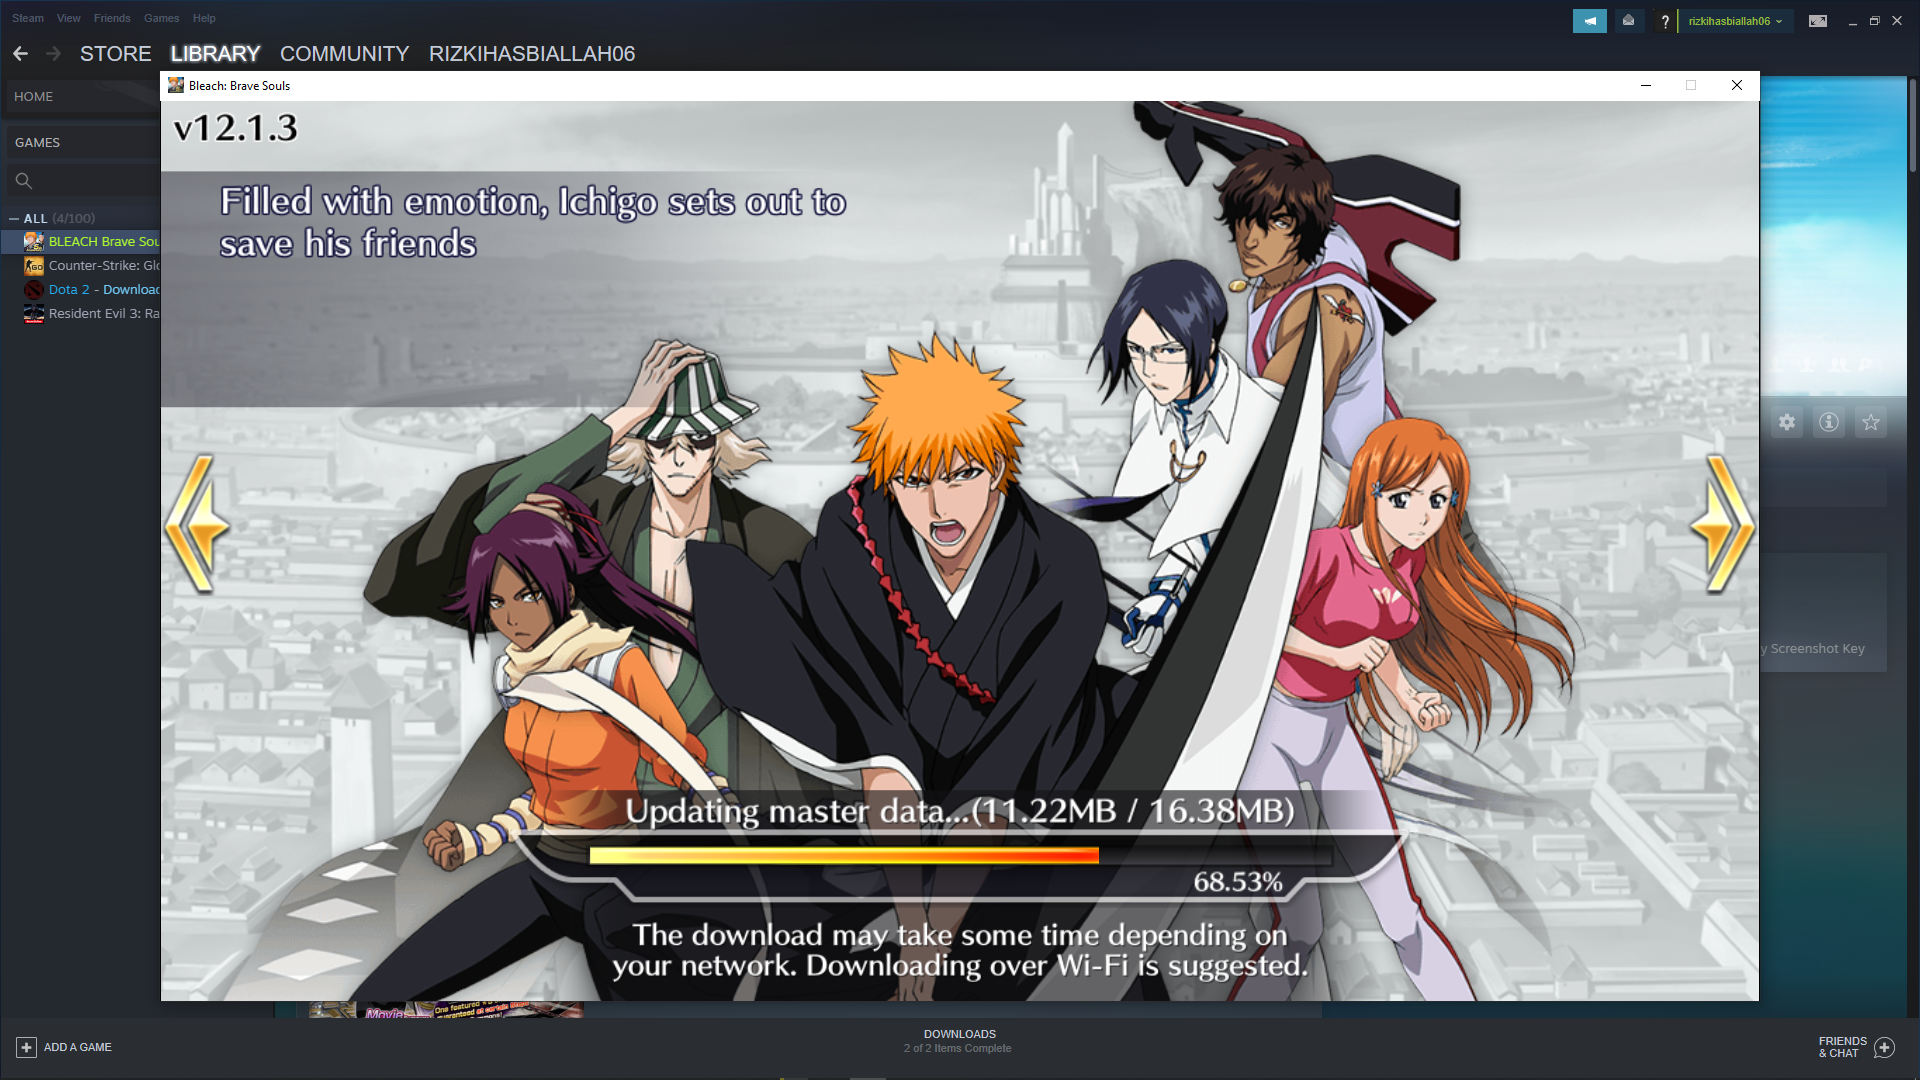 Steam View Friends Games Help
? rizkihasbiallah06
STORE LIBRARY COMMUNITY RIZKIHASBIALLAH06
Bleach: Brave Souls
HOME
v12.1.3
GAMES
Filled with emotion, Ichigo sets out to
save his friends
ALL (4/100)
BLEACH Brave Sou
Counter-Strike: Glo
Dota 2 - Download
Resident Evil 3: Ra
y Screenshot Key
Updating master data...(11.22MB / 16.38MB)
68.53%
The download may take some time depending on
your network. Downloading over Wi-Fi is suggested.
Movie
ADD A GAME
DOWNLOADS
2 of 2 Items Complete
FRIENDS
& CHAT